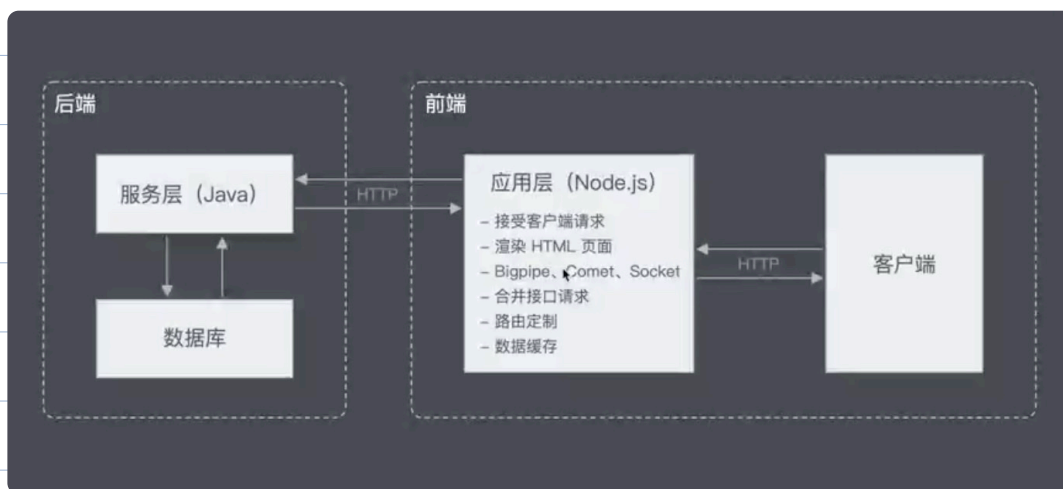 后端
前端
服务层（Java）
HTTP
应用层（Node.js）
- 接受客户端请求
- 渲染 HTML 页面
- Bigpipe、Comet、Socket
- 合并接口请求
- 路由定制
- 数据缓存
HTTP
客户端
数据库